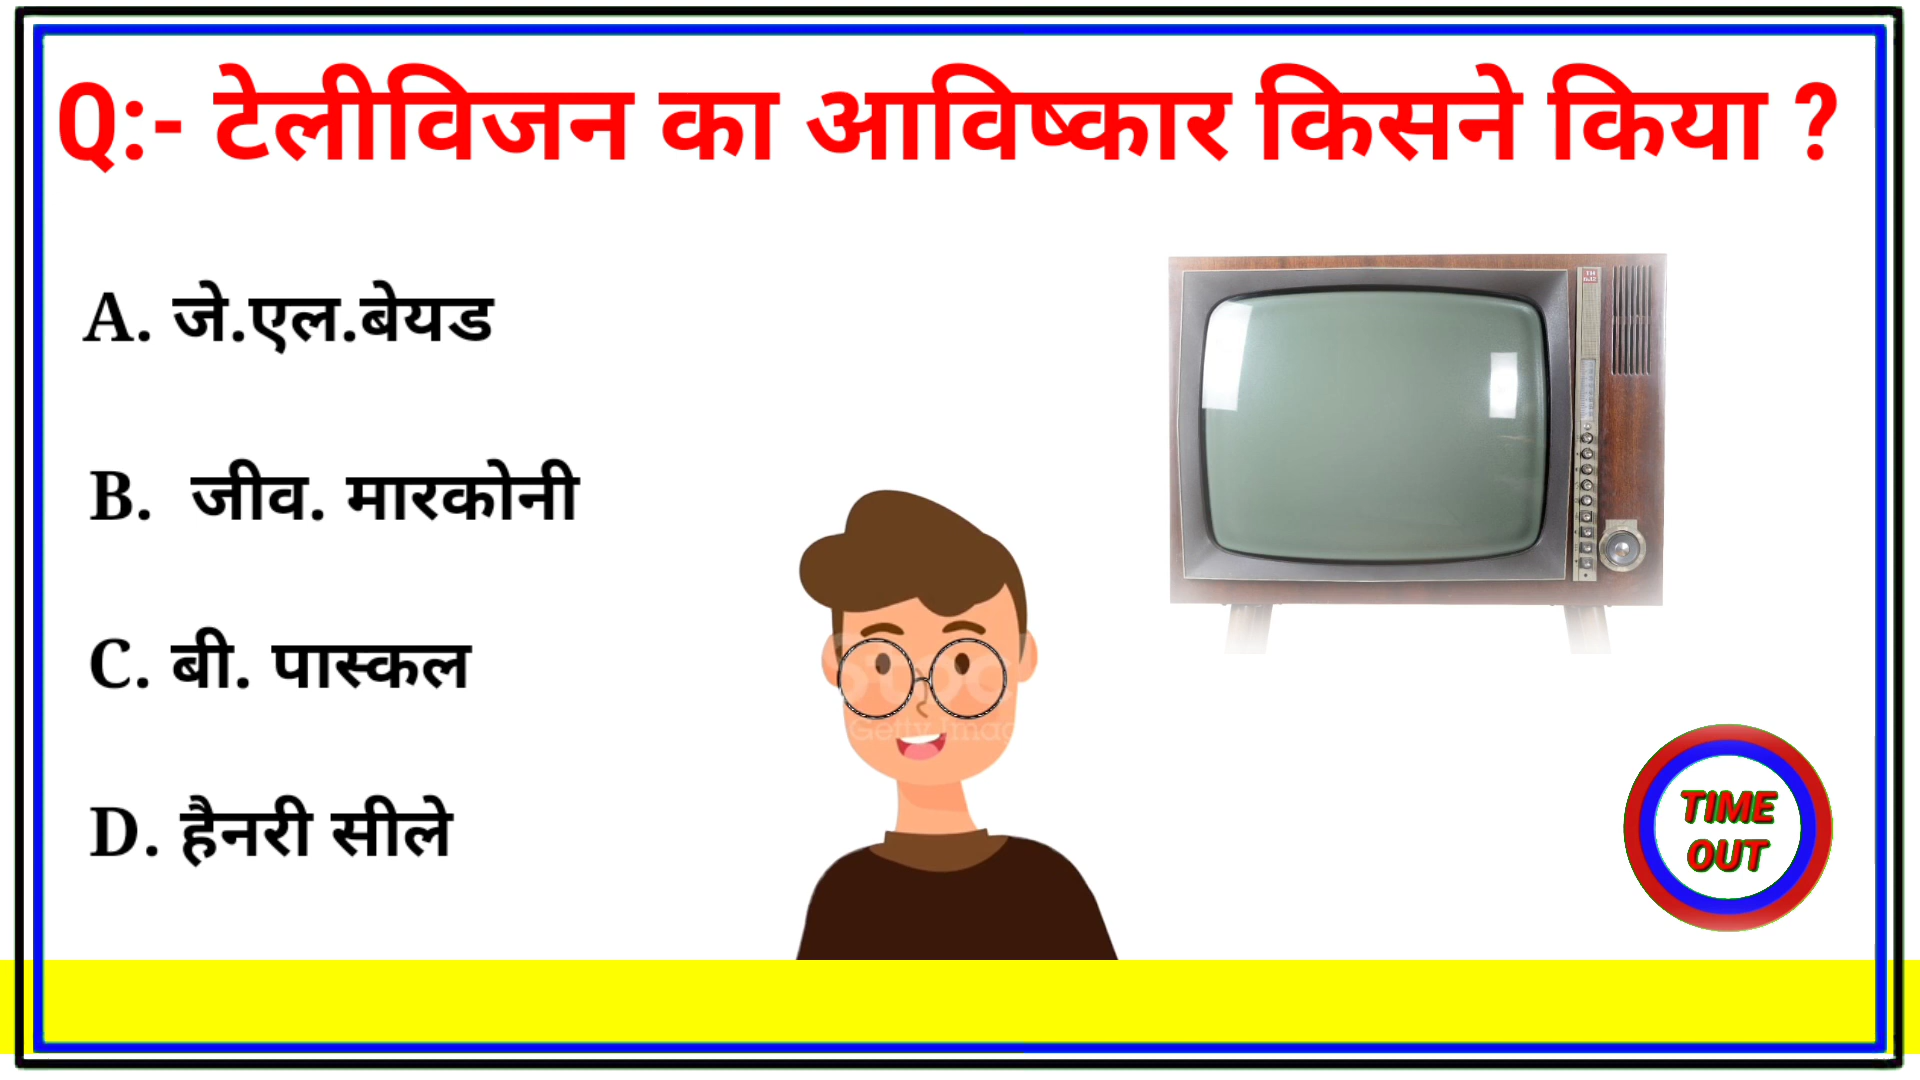 Q:- टेलीविजन का आविष्कार किसने किया ?
A. जे.एल.बेयड
B. जीव. मारकोनी
C. बी. पास्कल
D. हैनरी सीले
TIME
OUT